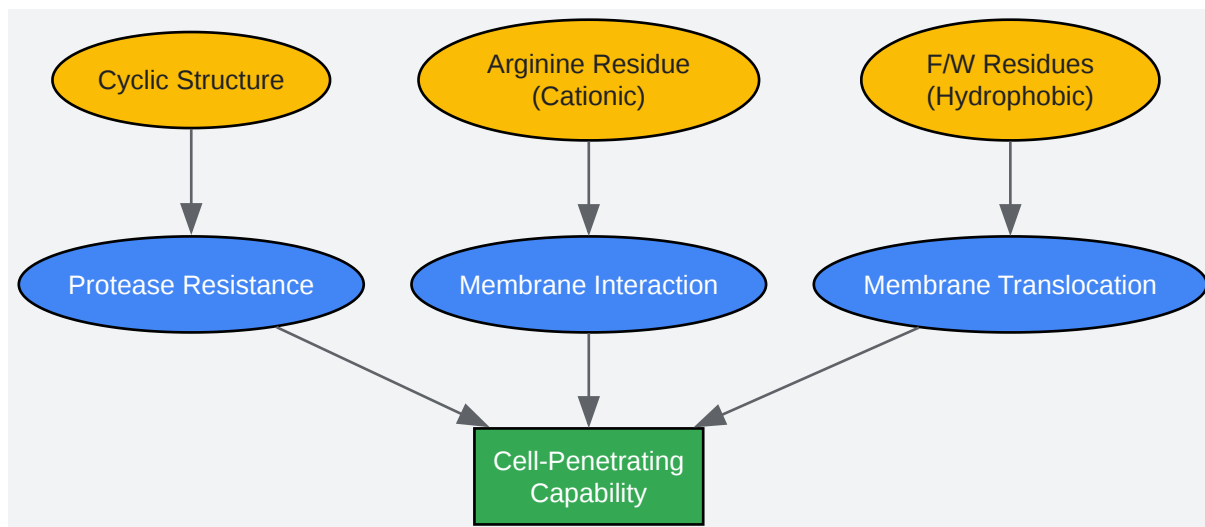 Cyclic Structure
Arginine Residue
(Cationic)
F/W Residues
(Hydrophobic)
Protease Resistance
Membrane Interaction
Membrane Translocation
Cell-Penetrating
Capability